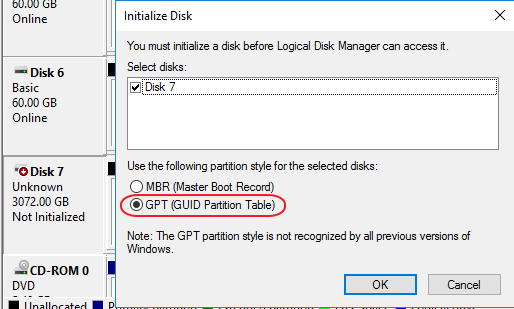 60.00 GB
Online
Disk 6
Basic
60.00 GB
Online
Disk 7
Unknown
3072.00 GB
Not Initialized
CD-ROM 0
DVD
Unallocated
Initialize Disk
You must initialize a disk before Logical Disk Manager can access it.
Select disks:
Disk 7
Use the following partition style for the selected disks:
MBR (Master Boot Record)
GPT (GUID Partition Table)
Note: The GPT partition style is not recognized by all previous versions of
Windows.
OK
Cancel